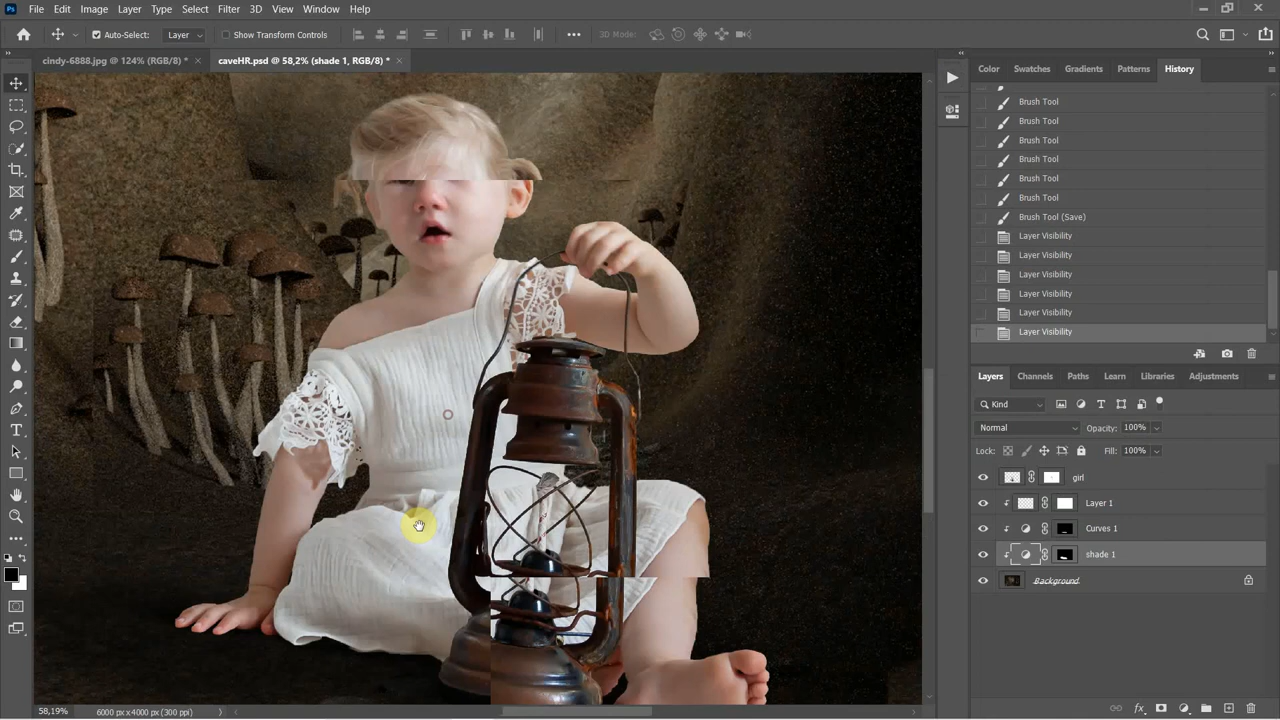 Ps File Edit Image Layer Type Select Filter 3D View Window Help
Auto-Select: Layer Show Transform Controls 3D Mode:
cindy-6888.jpg @ 124% (RGB/8) * × caveHR.psd @ 58,2% (shade 1, RGB/8) * ×
Color Swatches Gradients Patterns History
Brush Tool
Brush Tool
Brush Tool
Brush Tool
Brush Tool
Brush Tool
Brush Tool (Save)
Layer Visibility
Layer Visibility
Layer Visibility
Layer Visibility
Layer Visibility
Layer Visibility
Layers Channels Paths Learn Libraries Adjustments
Kind
Normal Opacity: 100%
Lock: Fill: 100%
girl
Layer 1
Curves 1
shade 1
Background
58,19% 6000 px x 4000 px (300 ppi)